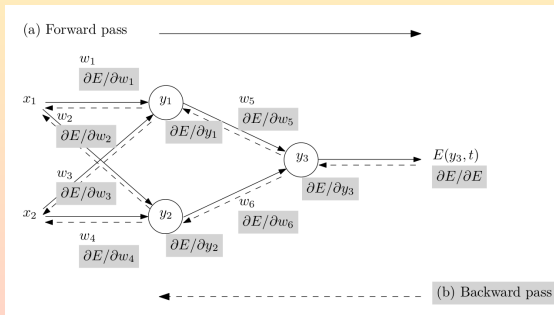 (a) Forward pass
w₁
∂E/∂w₁
x₁
y₁
w₂
∂E/∂w₂
w₅
∂E/∂w₅
∂E/∂y₁
y₃
E(y₃, t)
∂E/∂E
w₃
∂E/∂w₃
∂E/∂y₃
x₂
y₂
w₆
∂E/∂w₆
w₄
∂E/∂w₄
∂E/∂y₂
(b) Backward pass